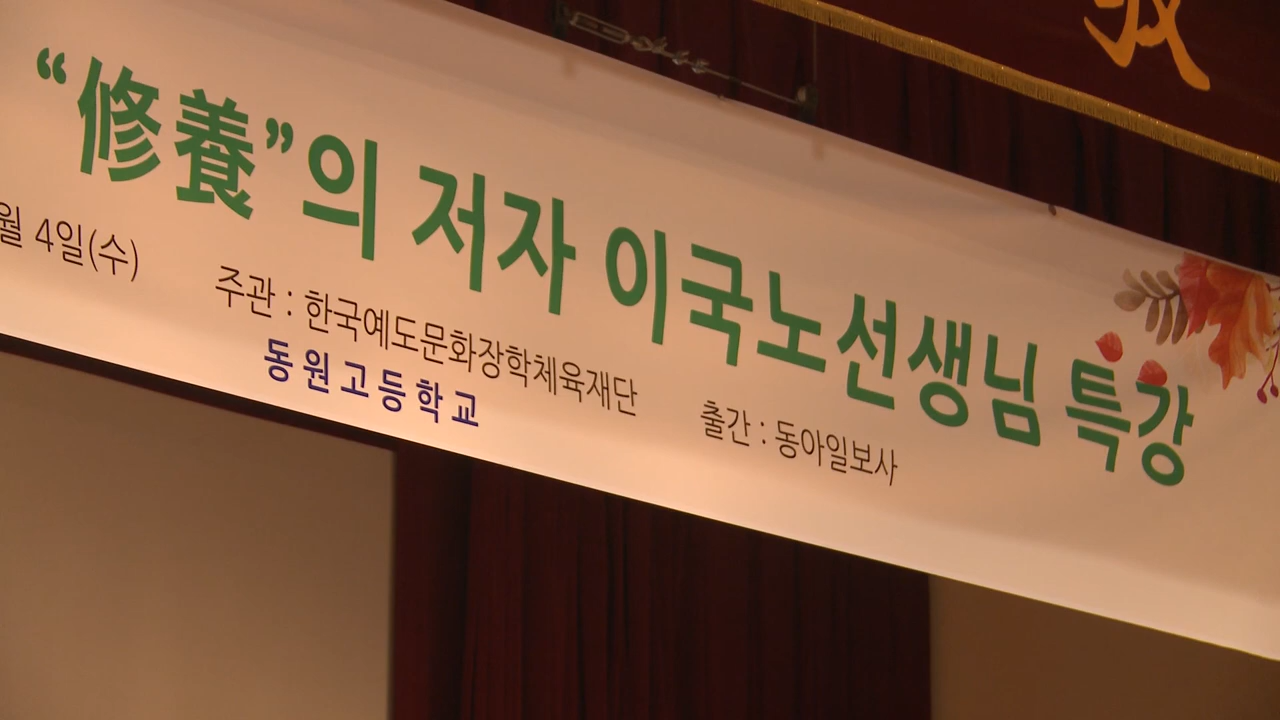 “修養”의 저자 이국노선생님 특강
월 4일(수) 주관 : 한국예도문화장학체육재단 출간 : 동아일보사
동원고등학교